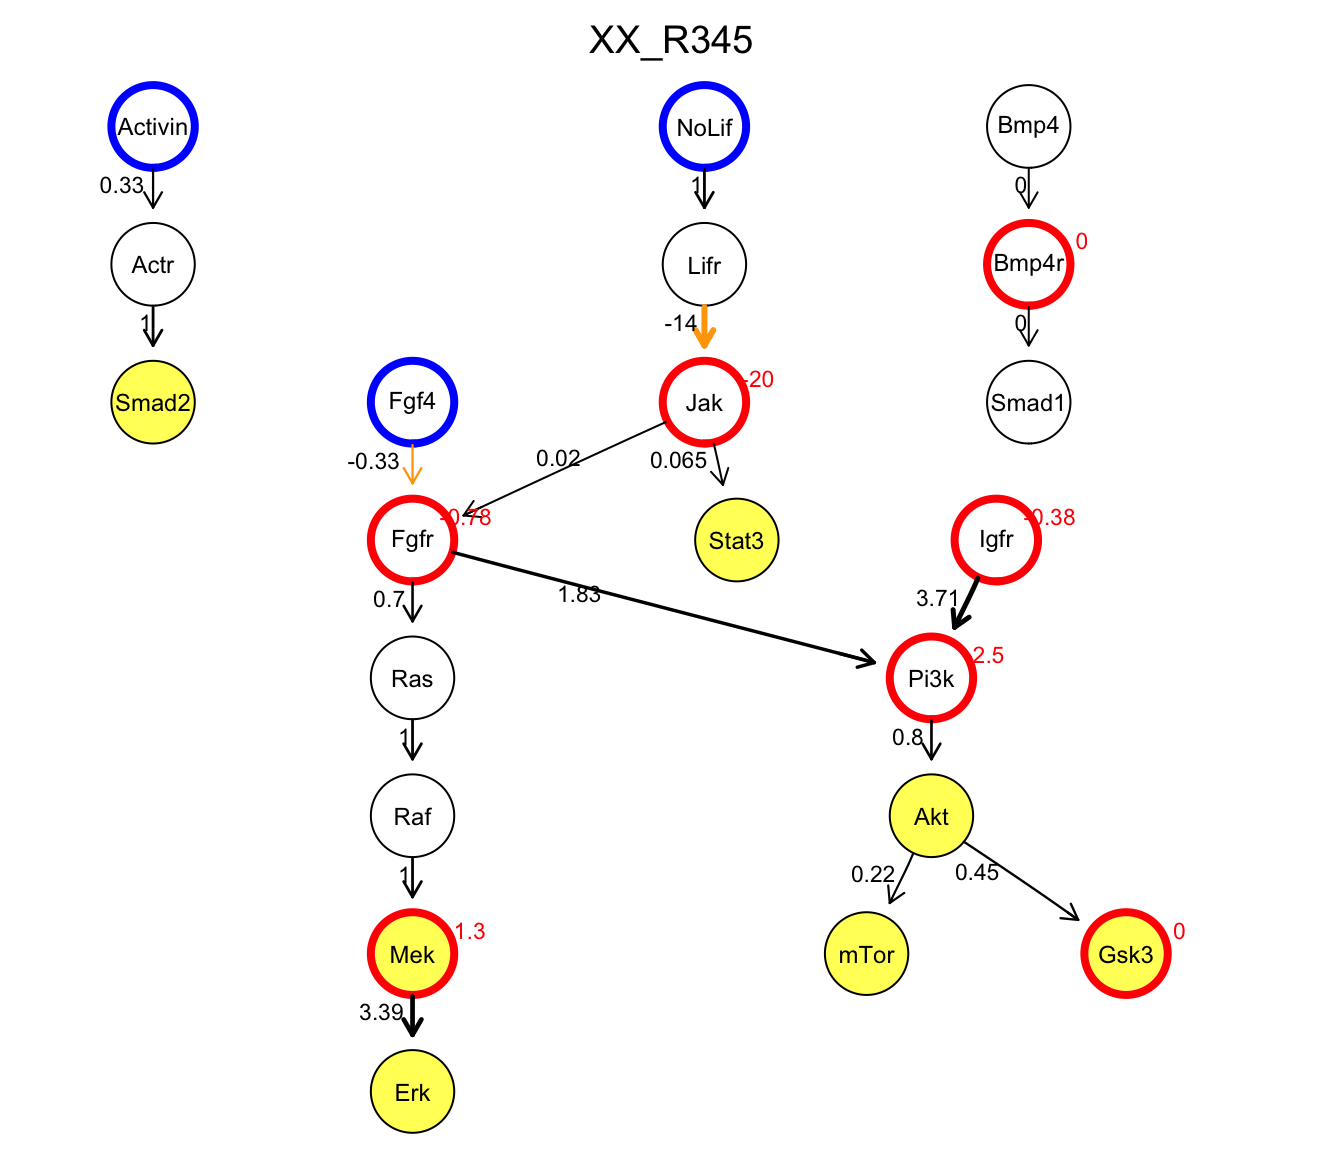 XX_R345
Activin
NoLif
Bmp4
0.33
1
0
Actr
Lifr
Bmp4r
0
1
-14
0
Smad2
Fgf4
Jak
-20
Smad1
-0.33
0.02
0.065
Fgfr
-0.78
Stat3
Igfr
-0.38
0.7
1.83
3.71
Ras
Pi3k
2.5
1
0.8
Raf
Akt
1
0.22
0.45
Mek
1.3
mTor
Gsk3
0
3.39
Erk